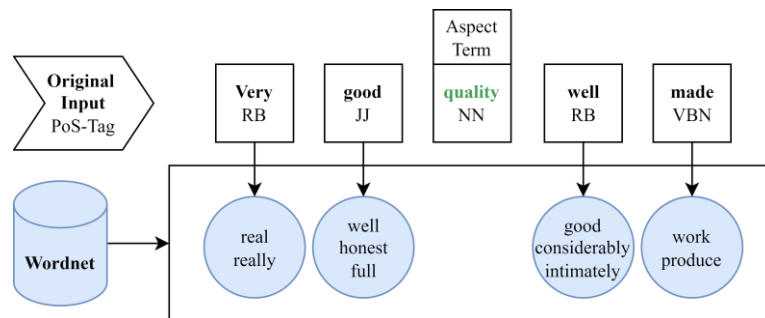 Aspect
Term
Original
Input
PoS-Tag
Very
RB
good
JJ
quality
NN
well
RB
made
VBN
Wordnet
real
really
well
honest
full
good
considerably
intimately
work
produce